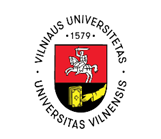 VILNIAUS UNIVERSITETAS
· 1579 ·
UNIVERSITAS VILNENSIS